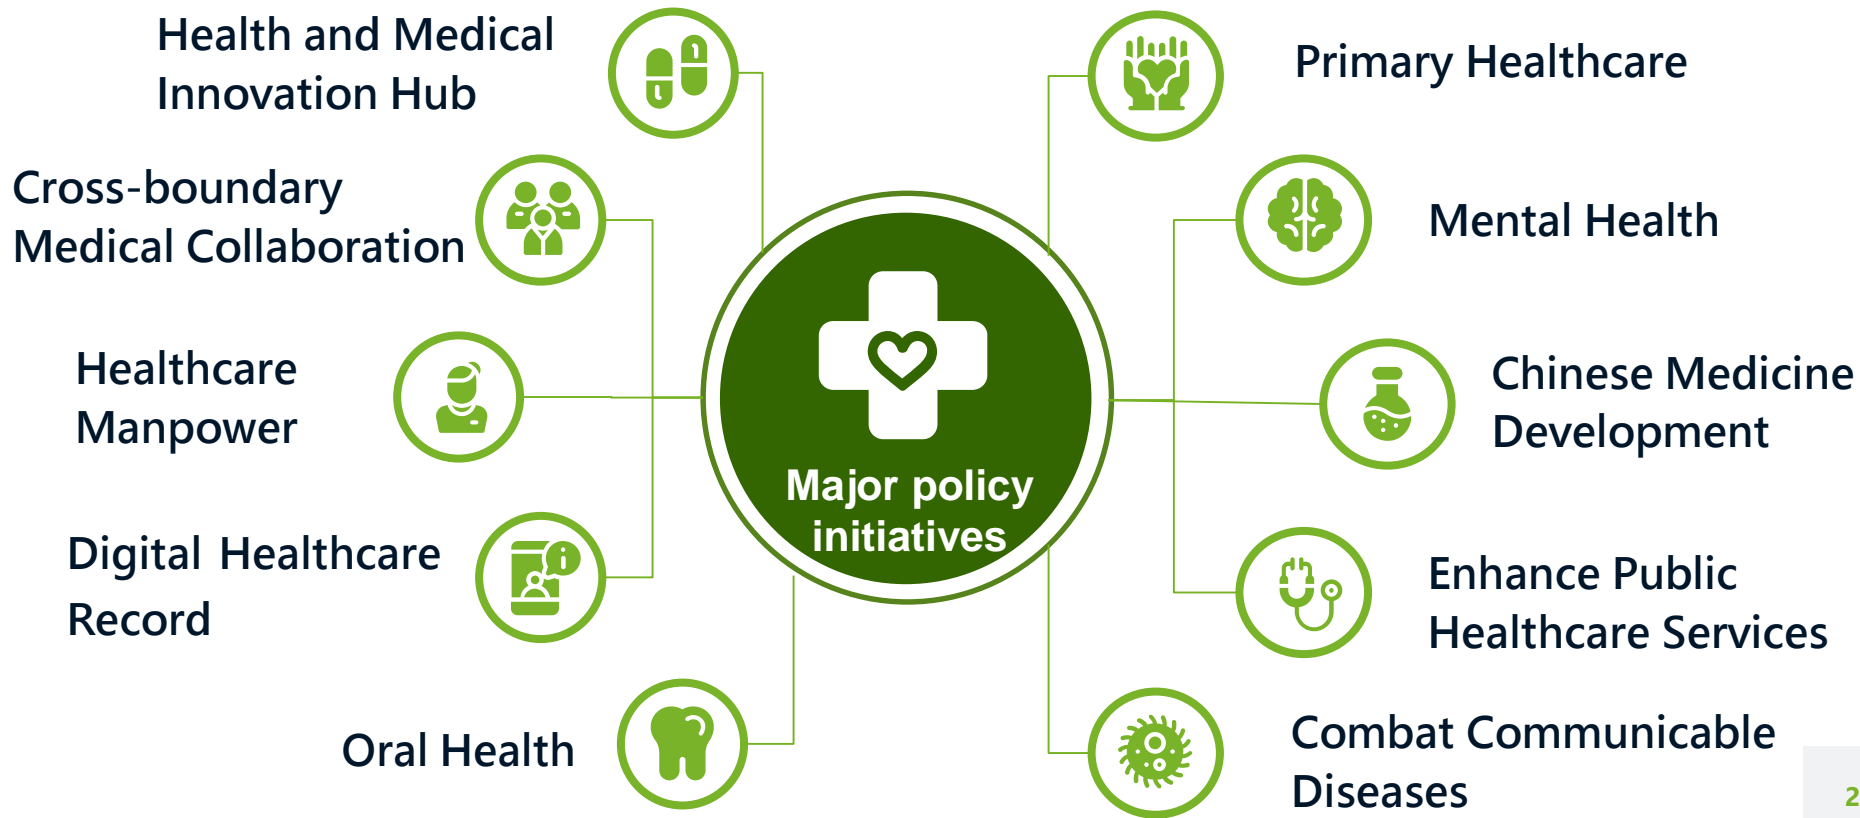 Health and Medical
Innovation Hub
Cross-boundary
Medical Collaboration
Healthcare
Manpower
Digital Healthcare
Record
Oral Health
Major policy
initiatives
Primary Healthcare
Mental Health
Chinese Medicine
Development
Enhance Public
Healthcare Services
Combat Communicable
Diseases
2